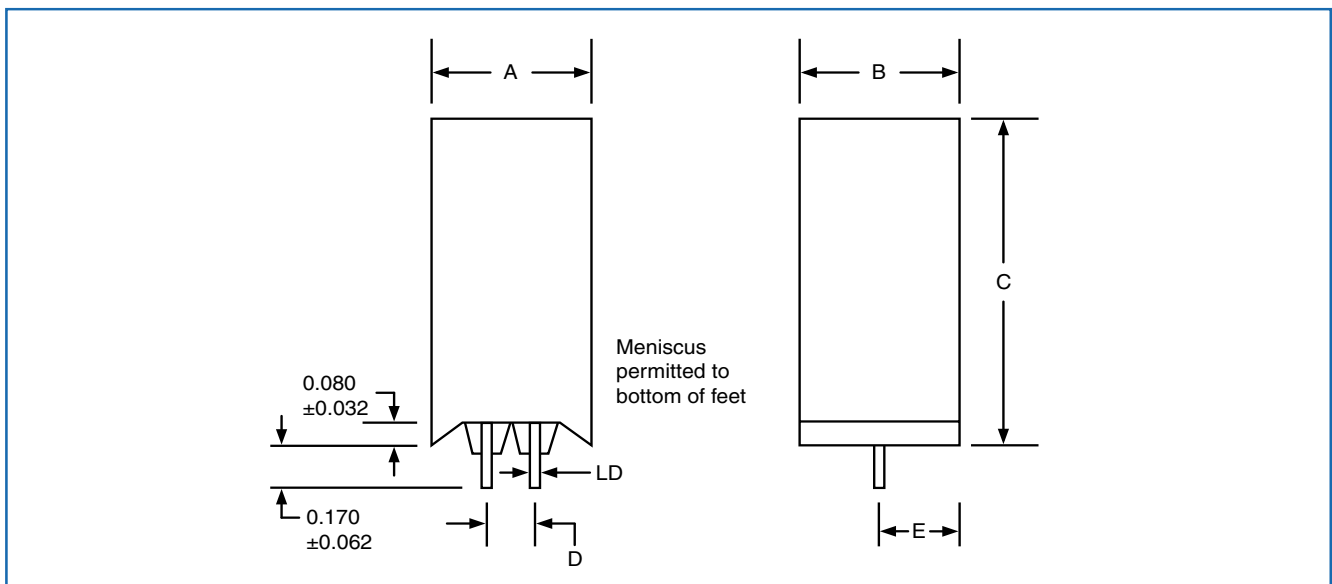 A
B
C
Meniscus
permitted to
bottom of feet
0.080
±0.032
LD
0.170
±0.062
D
E